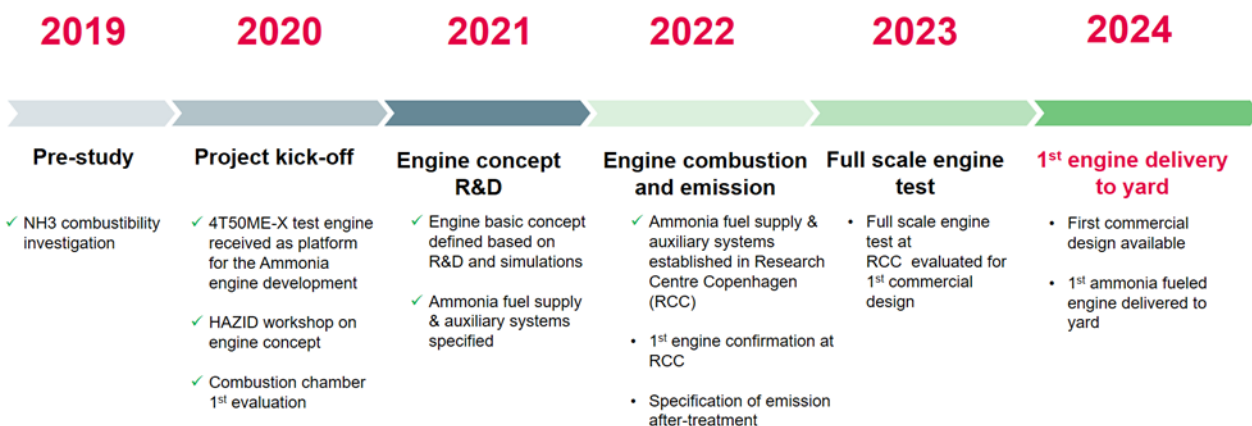 2019
2020
2021
2022
2023
2024
Pre-study
✓ NH3 combustibility
investigation
Project kick-off
✓ 4T50ME-X test engine
received as platform
for the Ammonia
engine development
✓ HAZID workshop on
engine concept
✓ Combustion chamber
1st evaluation
Engine concept
R&D
✓ Engine basic concept
defined based on
R&D and simulations
✓ Ammonia fuel supply
& auxiliary systems
specified
Engine combustion
and emission
✓ Ammonia fuel supply &
auxiliary systems
established in Research
Centre Copenhagen
(RCC)
• 1st engine confirmation at
RCC
• Specification of emission
after-treatment
Full scale engine
test
• Full scale engine
test at
RCC evaluated for
1st commercial
design
1st engine delivery
to yard
• First commercial
design available
• 1st ammonia fueled
engine delivered to
yard